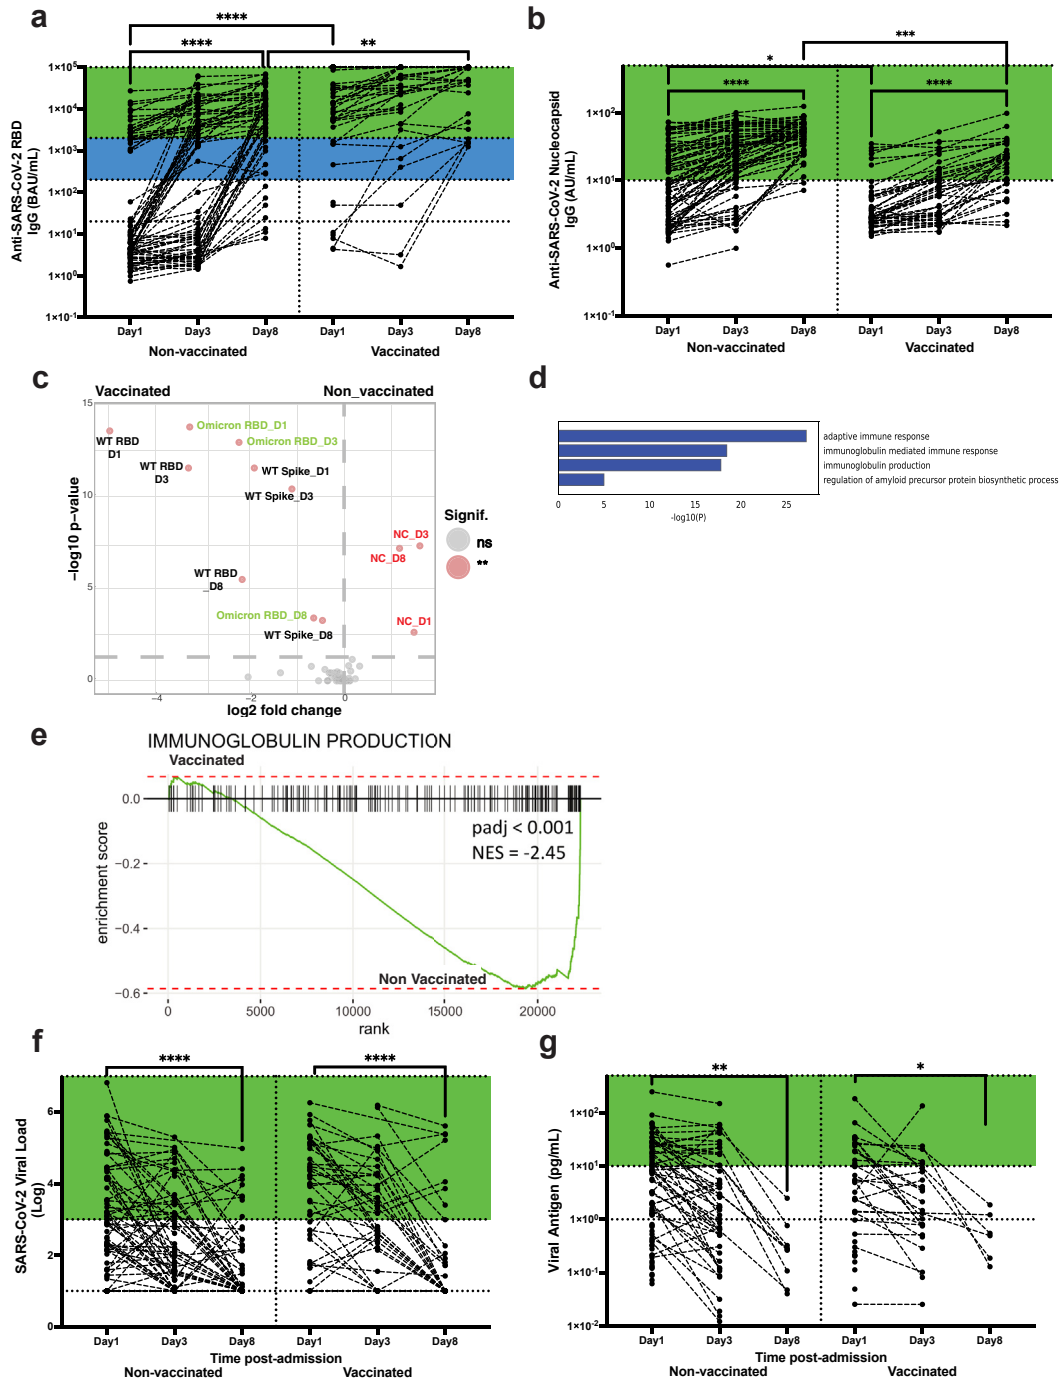 a
****
****
**
1×10⁵
1×10⁴
1×10³
1×10²
1×10¹
1×10⁰
1×10⁻¹
Anti-SARS-CoV-2 RBD
IgG (BAU/mL)
Day1
Day3
Day8
Day1
Day3
Day8
Non-vaccinated
Vaccinated
b
***
*
****
****
1×10²
1×10¹
1×10⁰
1×10⁻¹
Anti-SARS-CoV-2 Nucleocapsid
IgG (AU/mL)
Day1
Day3
Day8
Day1
Day3
Day8
Non-vaccinated
Vaccinated
c
Vaccinated
Non_vaccinated
15
10
5
0
−log10 p−value
WT RBD
D1
Omicron RBD_D1
Omicron RBD_D3
WT RBD
D3
WT Spike_D1
WT Spike_D3
NC_D3
NC_D8
WT RBD
_D8
Omicron RBD_D8
WT Spike_D8
NC_D1
−4
−2
0
log2 fold change
Signif.
ns
**
d
adaptive immune response
immunoglobulin mediated immune response
immunoglobulin production
regulation of amyloid precursor protein biosynthetic process
0
5
10
15
20
25
-log10(P)
e
IMMUNOGLOBULIN PRODUCTION
Vaccinated
0.0
−0.2
−0.4
−0.6
enrichment score
padj < 0.001
NES = -2.45
Non Vaccinated
0
5000
10000
15000
20000
rank
f
****
****
6
4
2
0
SARS-CoV-2 Viral Load
(Log)
Day1
Day3
Day8
Day1
Day3
Day8
Time post-admission
Non-vaccinated
Vaccinated
g
**
*
1×10²
1×10¹
1×10⁰
1×10⁻¹
1×10⁻²
Viral Antigen (pg/mL)
Day1
Day3
Day8
Day1
Day3
Day8
Time post-admission
Non-vaccinated
Vaccinated